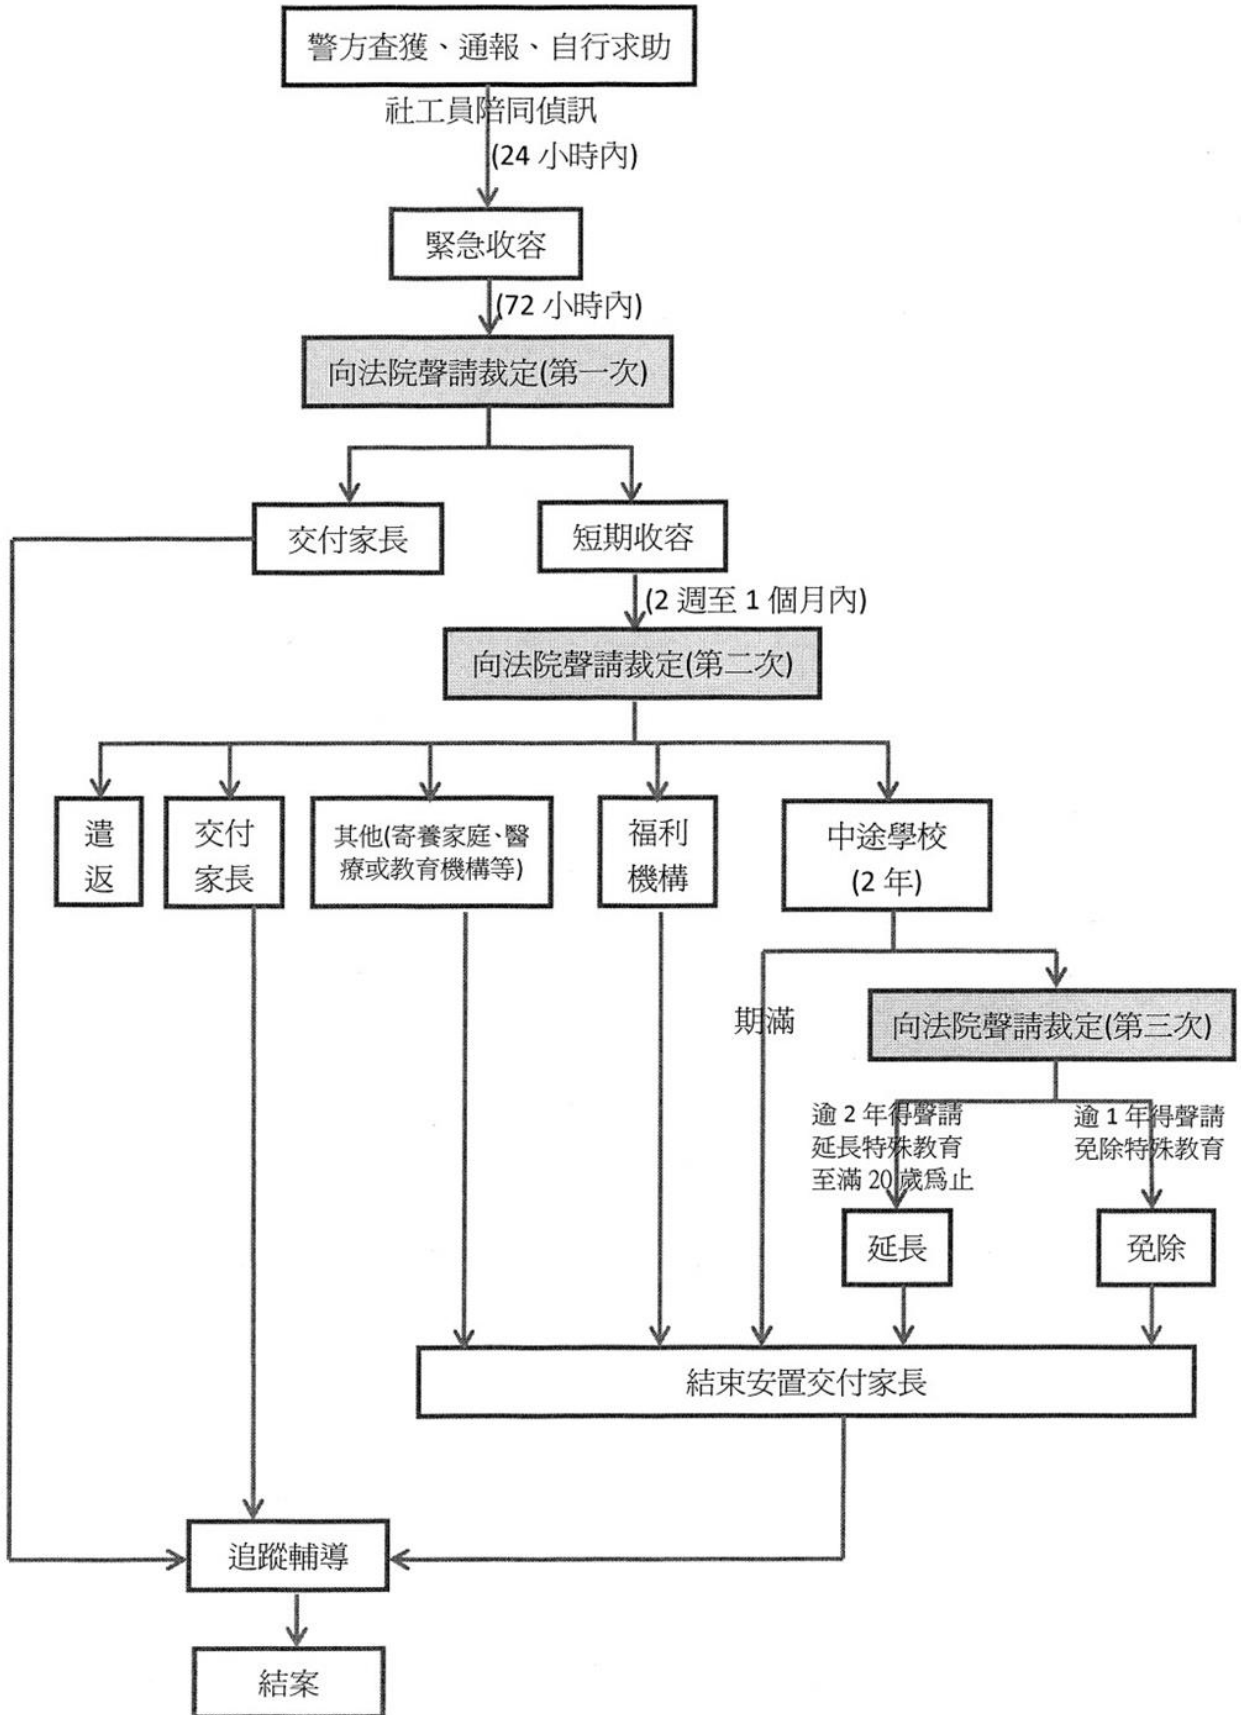 警方查獲、通報、自行求助
社工員陪同偵訊
(24 小時內)
緊急收容
(72 小時內)
向法院聲請裁定(第一次)
交付家長
短期收容
(2 週至 1 個月內)
向法院聲請裁定(第二次)
遣
返
交付
家長
其他(寄養家庭、醫
療或教育機構等)
福利
機構
中途學校
(2 年)
期滿
向法院聲請裁定(第三次)
逾 2 年得聲請
延長特殊教育
至滿 20 歲爲止
逾 1 年得聲請
免除特殊教育
延長
免除
結束安置交付家長
追蹤輔導
結案